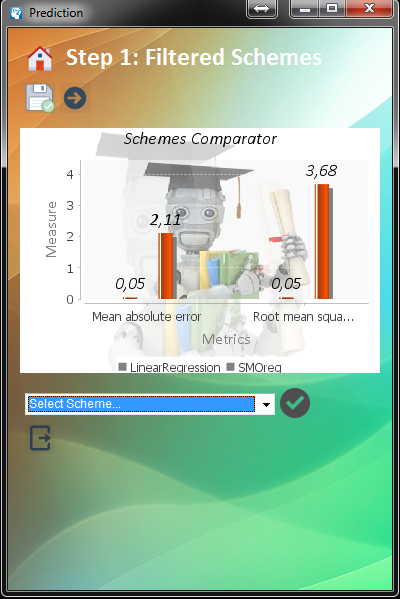 Prediction
Step 1: Filtered Schemes
Schemes Comparator
Measure
4
3
2
1
0
0,05
2,11
0,05
3,68
Mean absolute error
Root mean squa...
Metrics
LinearRegression
SMOreg
Select Scheme...